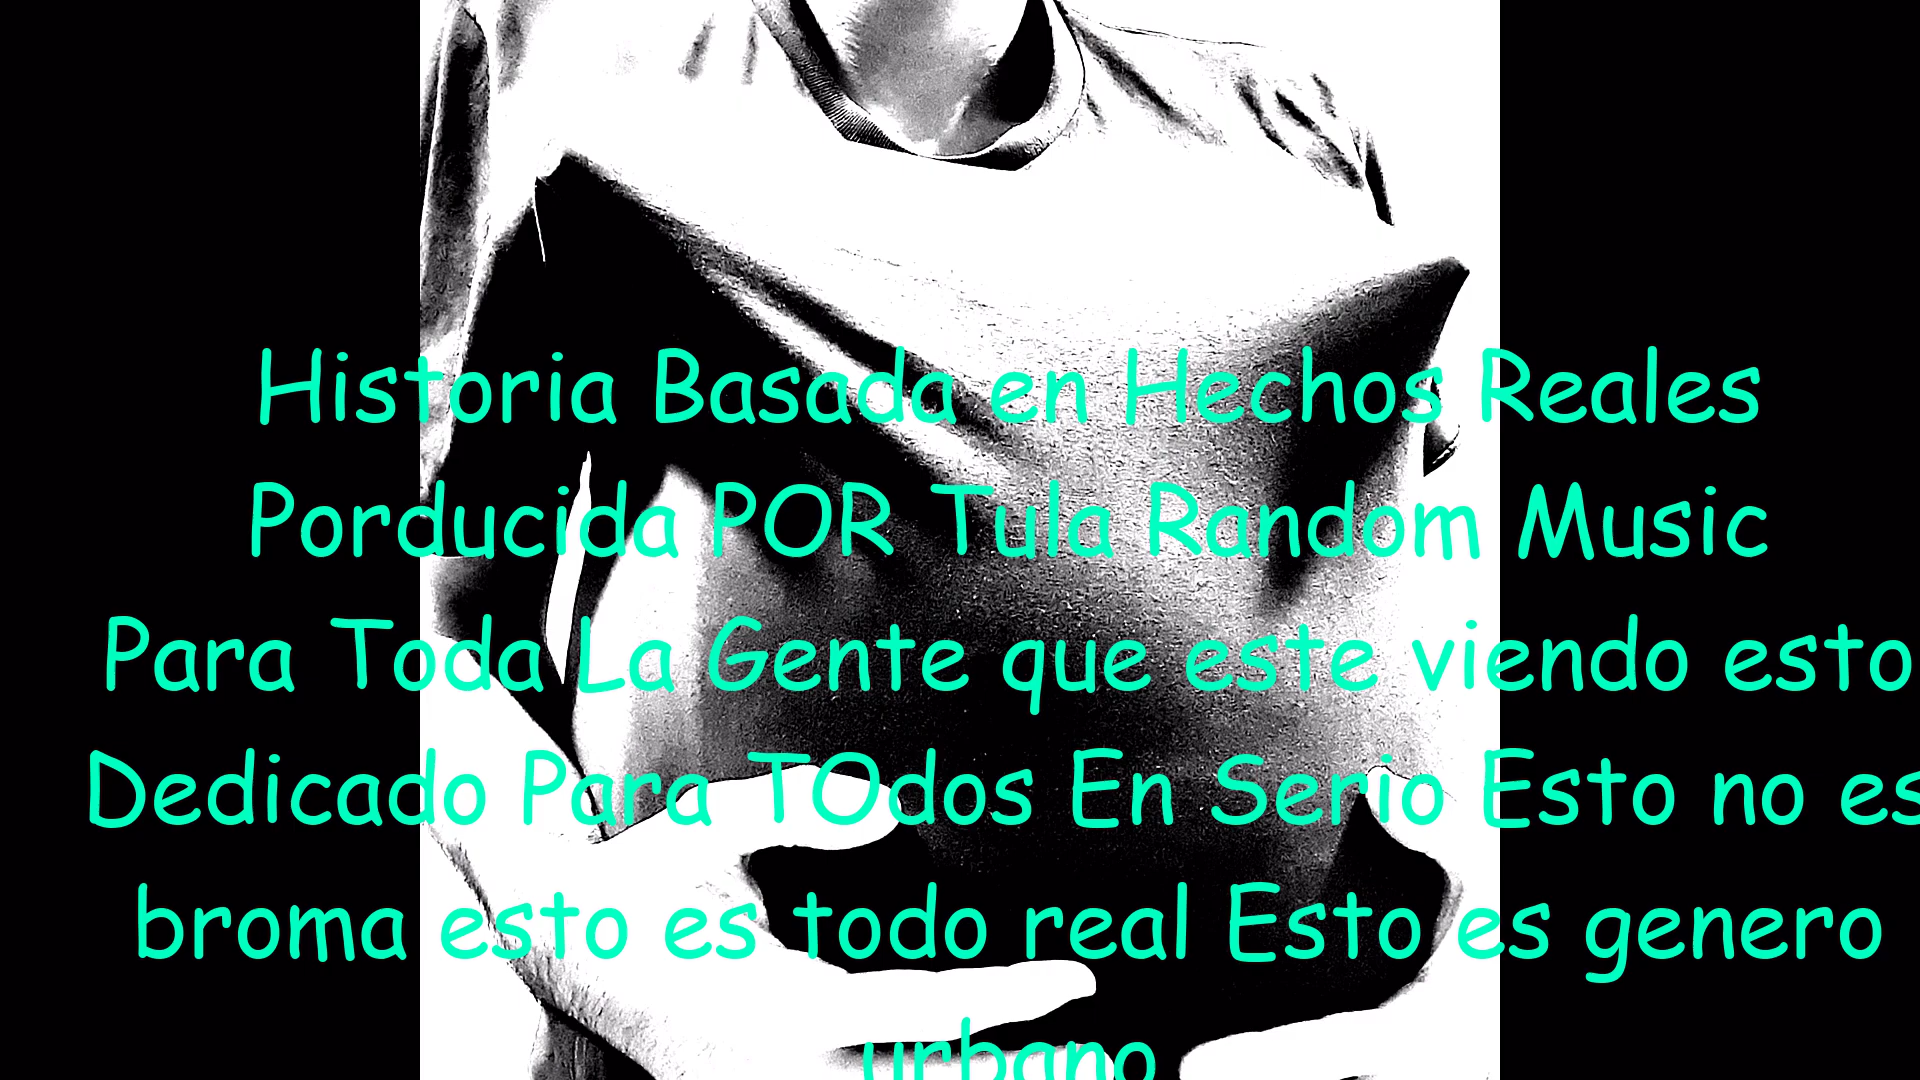 Historia Basada en Hechos Reales
Porducida POR Tula Random Music
Para Toda La Gente que este viendo esto
Dedicado Para TOdos En Serio Esto no es
broma esto es todo real Esto es genero
urbano